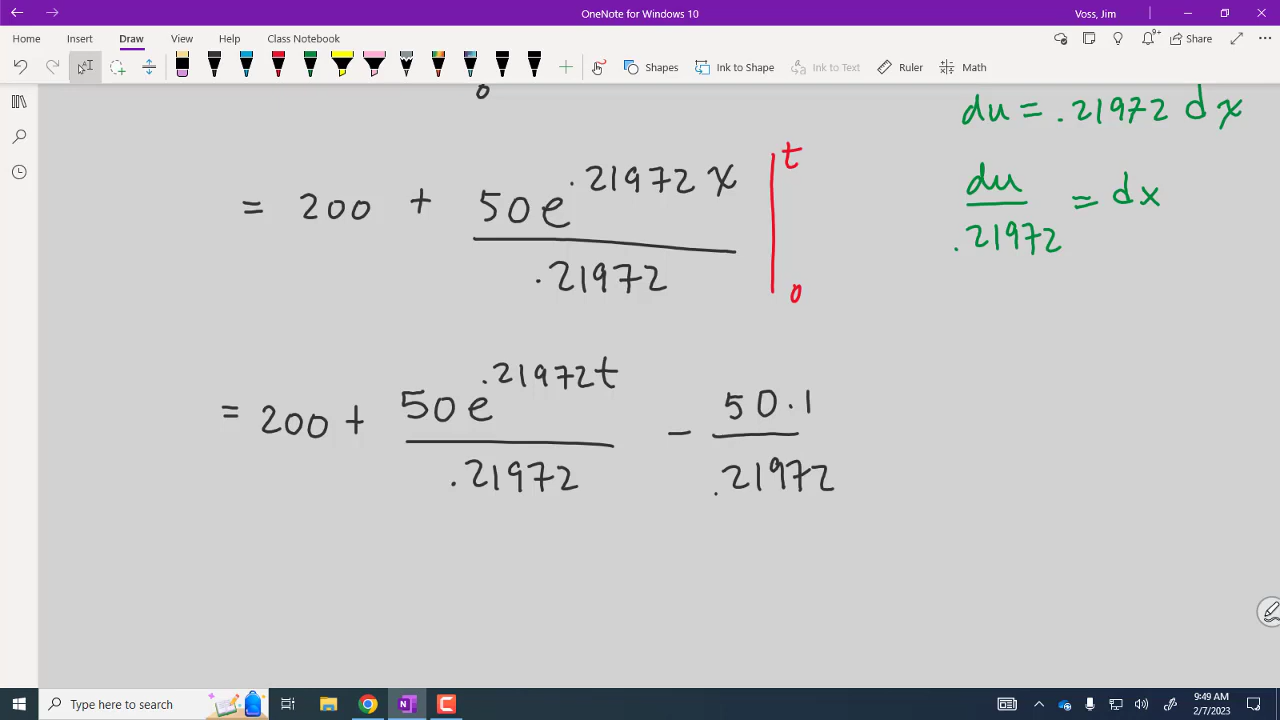 OneNote for Windows 10
Voss, Jim
Home Insert Draw View Help Class Notebook
Share
Shapes Ink to Shape Ink to Text Ruler Math
0
du = .21972 dx
= 200 + 50e^.21972x / .21972 | t 0
du / .21972 = dx
= 200 + 50e^.21972t / .21972 - 50·1 / .21972
Type here to search
9:49 AM
2/7/2023